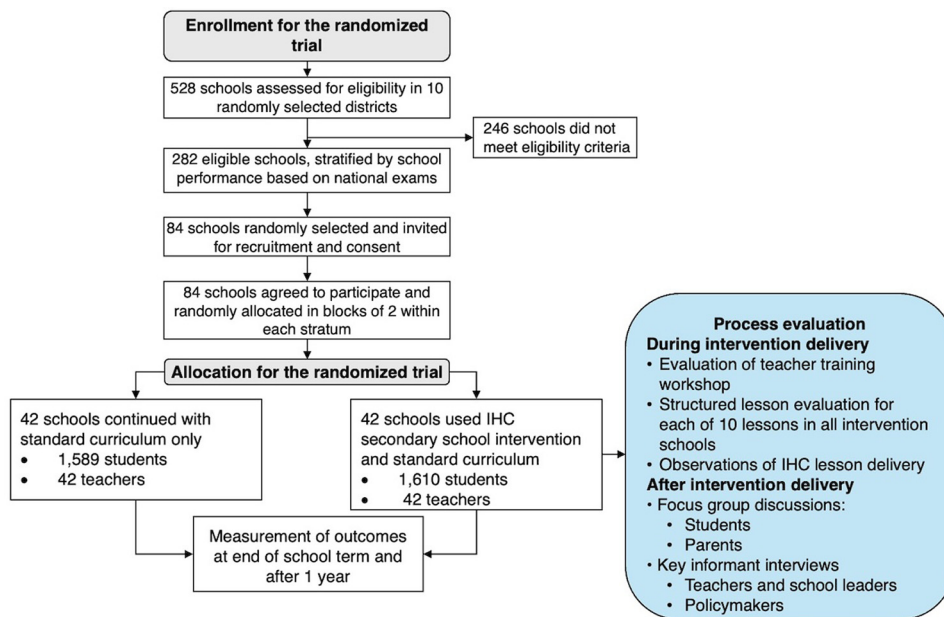 Enrollment for the randomized
trial
528 schools assessed for eligibility in 10
randomly selected districts
246 schools did not
meet eligibility criteria
282 eligible schools, stratified by school
performance based on national exams
84 schools randomly selected and invited
for recruitment and consent
84 schools agreed to participate and
randomly allocated in blocks of 2 within
each stratum
Allocation for the randomized trial
42 schools continued with
standard curriculum only
• 1,589 students
• 42 teachers
42 schools used IHC
secondary school intervention
and standard curriculum
• 1,610 students
• 42 teachers
Measurement of outcomes
at end of school term and
after 1 year
Process evaluation
During intervention delivery
• Evaluation of teacher training
workshop
• Structured lesson evaluation for
each of 10 lessons in all intervention
schools
• Observations of IHC lesson delivery
After intervention delivery
• Focus group discussions:
• Students
• Parents
• Key informant interviews
• Teachers and school leaders
• Policymakers